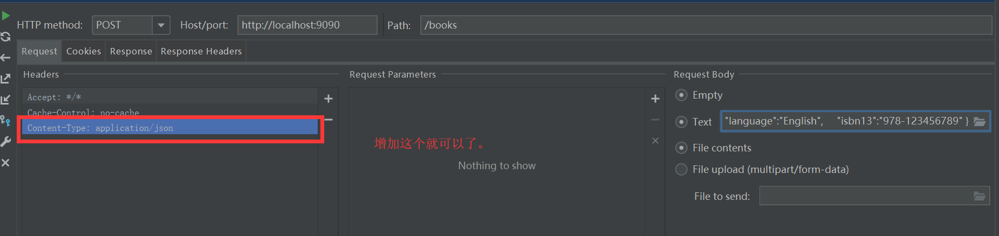 HTTP method: POST Host/port: http://localhost:9090 Path: /books
Request Cookies Response Response Headers
Headers Request Parameters Request Body
Accept: */*
Cache-Control: no-cache
Content-Type: application/json
增加这个就可以了。
Nothing to show
Empty
Text "language":"English", "isbn13":"978-123456789" }
File contents
File upload (multipart/form-data)
File to send: